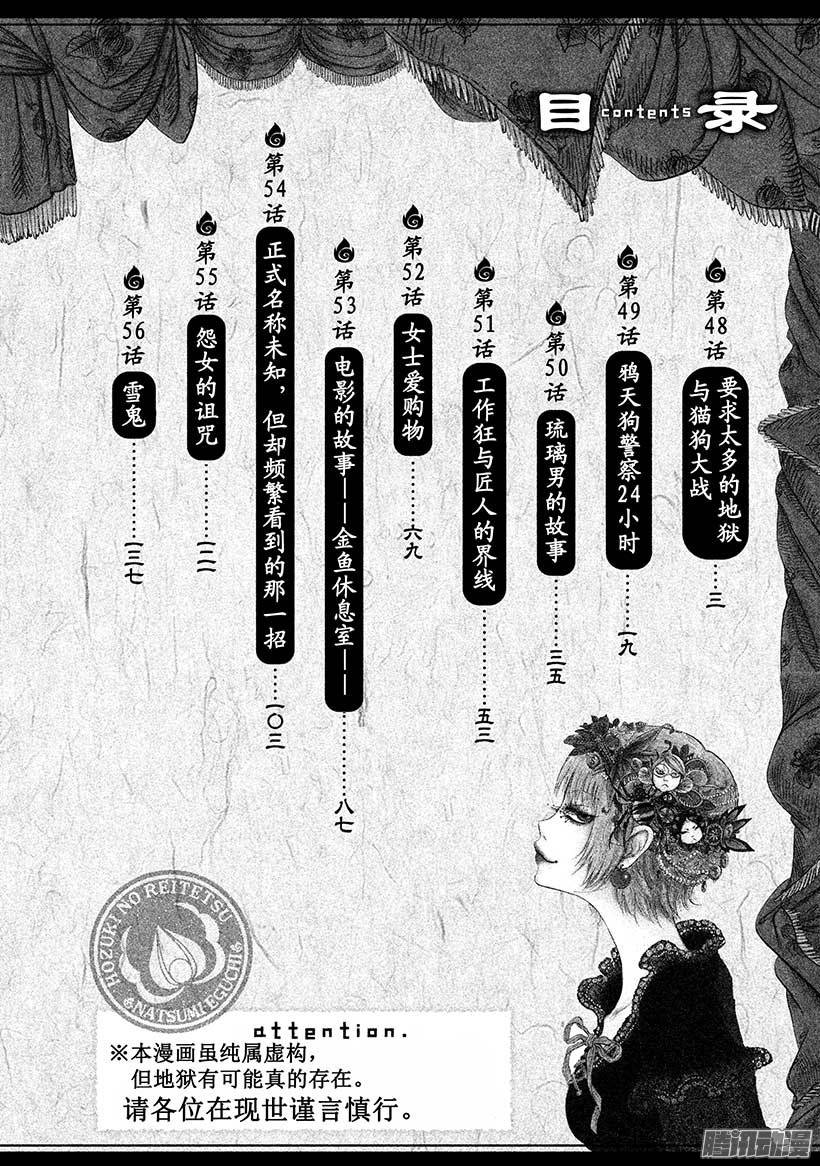 目录
contents
第48话
要求太多的地狱
与猫狗大战
三
第49话
鸦天狗警察24小时
一九
第50话
琉璃男的故事
三五
第51话
工作狂与匠人的界线
五三
第52话
女士爱购物
六九
第53话
电影的故事——金鱼休息室——
八七
第54话
正式名称未知，但却频繁看到的那一招
一〇三
第55话
怨女的诅咒
一二一
第56话
雪鬼
一三七
HOZUKI NO REITETSU
NATSUMI·EGUCHI
attention.
※本漫画虽纯属虚构，
但地狱有可能真的存在。
请各位在现世谨言慎行。
腾讯动漫